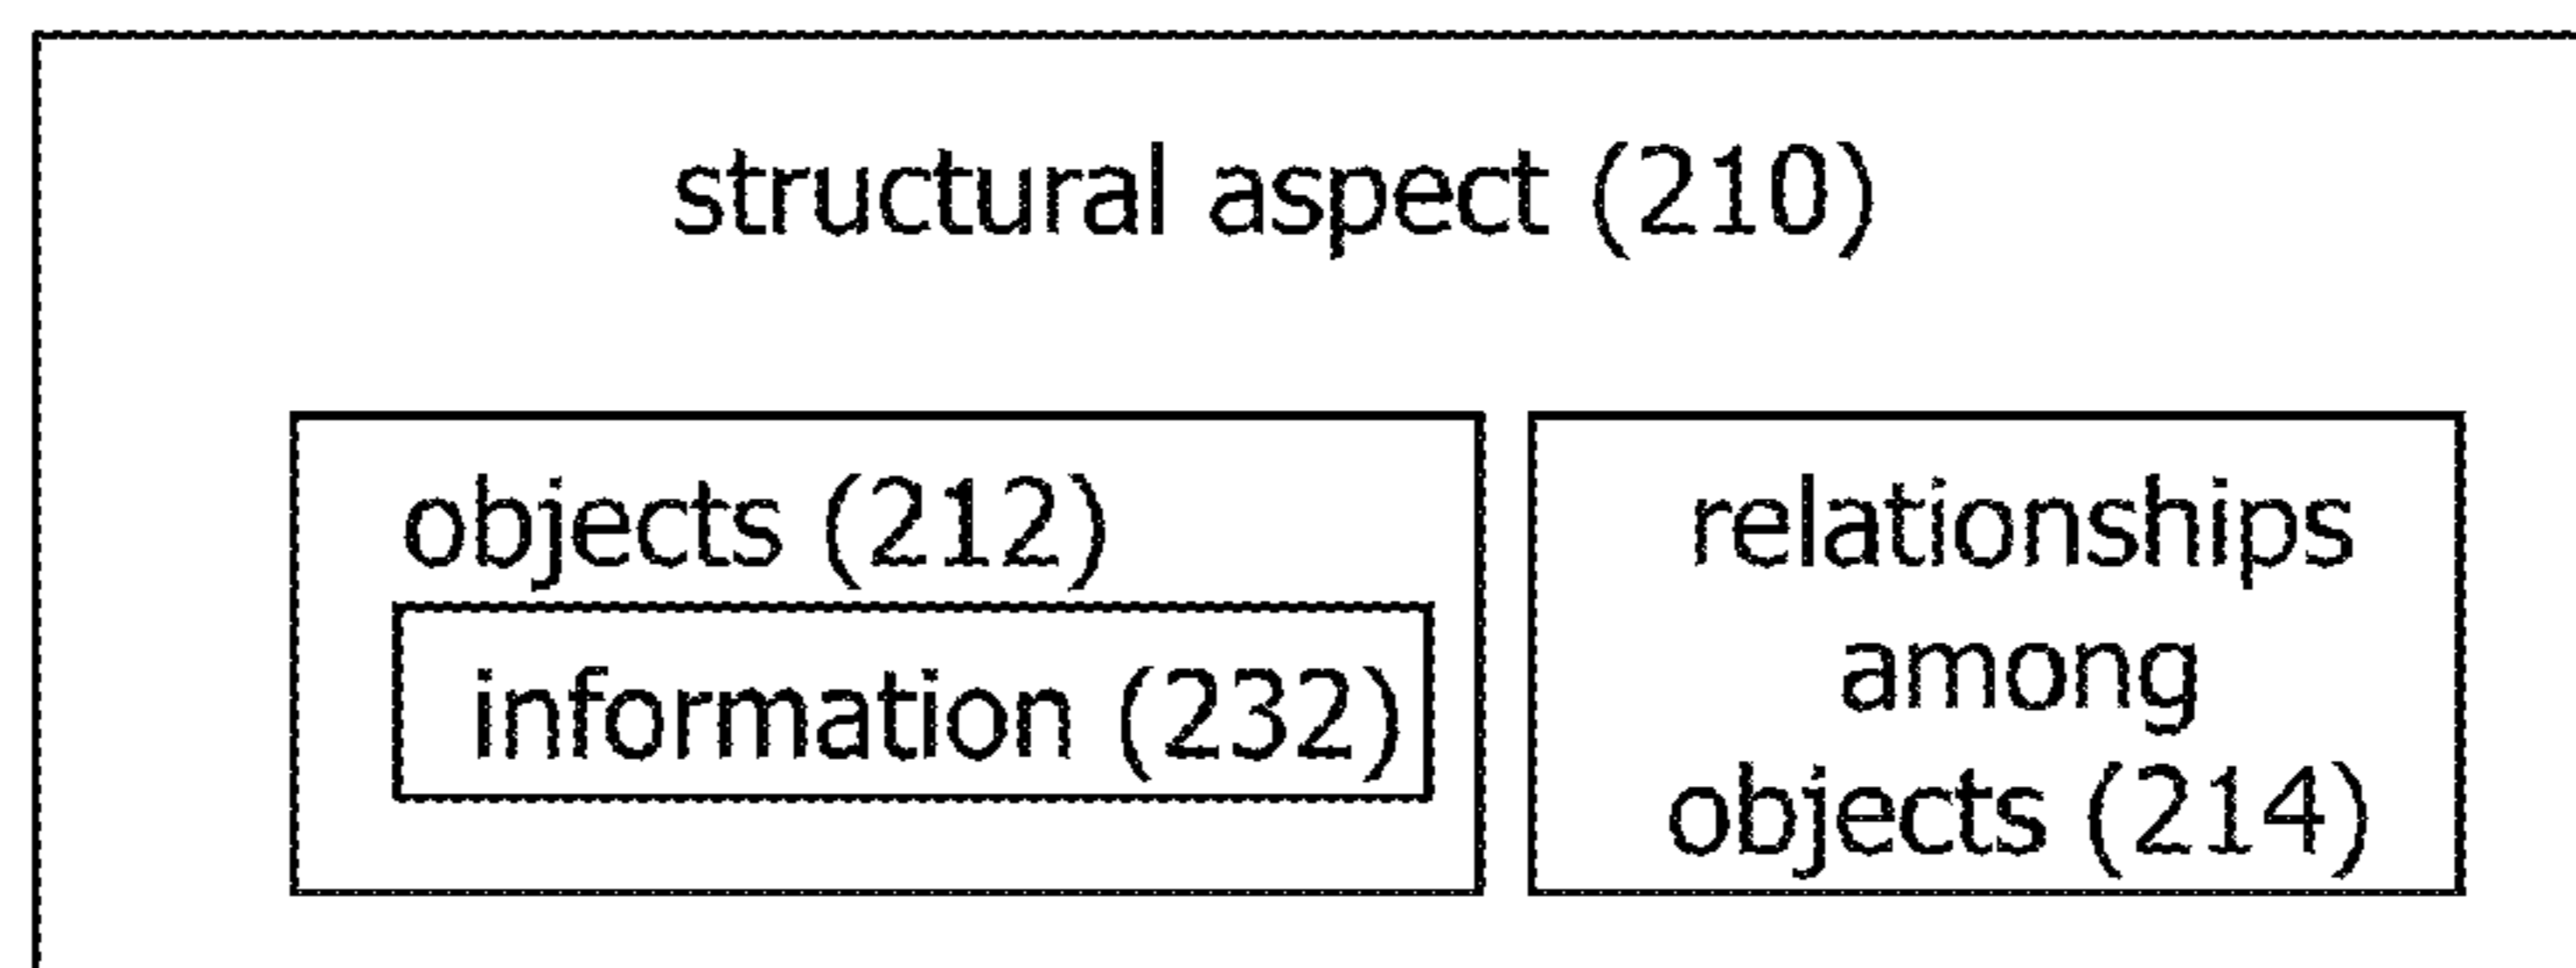 structural aspect (210)
objects (212)
information (232)
relationships
among
objects (214)